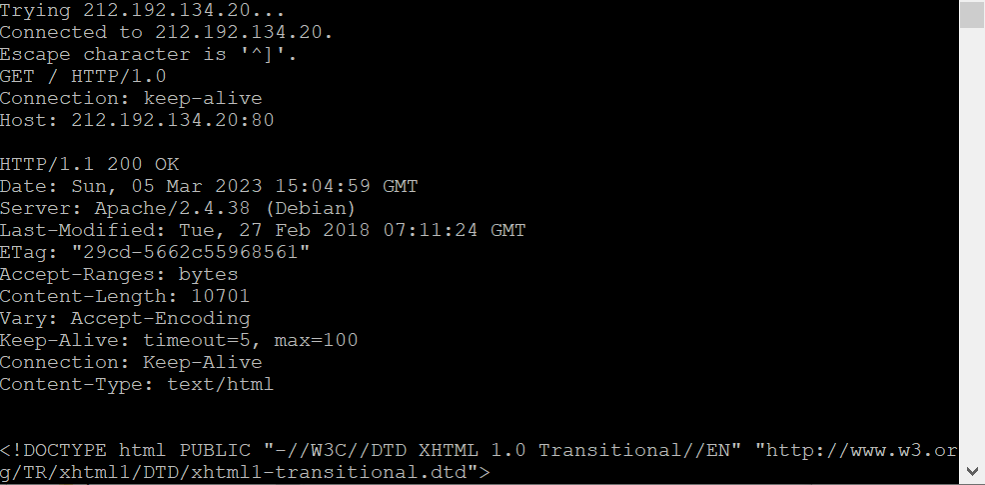 Trying 212.192.134.20...
Connected to 212.192.134.20.
Escape character is '^]'.
GET / HTTP/1.0
Connection: keep-alive
Host: 212.192.134.20:80
HTTP/1.1 200 OK
Date: Sun, 05 Mar 2023 15:04:59 GMT
Server: Apache/2.4.38 (Debian)
Last-Modified: Tue, 27 Feb 2018 07:11:24 GMT
ETag: "29cd-5662c55968561"
Accept-Ranges: bytes
Content-Length: 10701
Vary: Accept-Encoding
Keep-Alive: timeout=5, max=100
Connection: Keep-Alive
Content-Type: text/html
<!DOCTYPE html PUBLIC "-//W3C//DTD XHTML 1.0 Transitional//EN" "http://www.w3.or
g/TR/xhtml1/DTD/xhtml1-transitional.dtd">